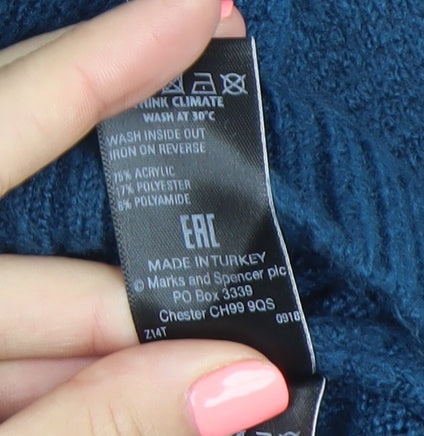 THINK CLIMATE
WASH AT 30°C
WASH INSIDE OUT
IRON ON REVERSE
75% ACRYLIC
17% POLYESTER
8% POLYAMIDE
EAC
MADE IN TURKEY
© Marks and Spencer plc
PO Box 3339
Chester CH99 9QS
0918
Z14T